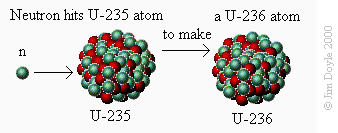 Neutron hits U-235 atom
to make
a U-236 atom
n
U-235
U-236
© Jim Doyle 2000